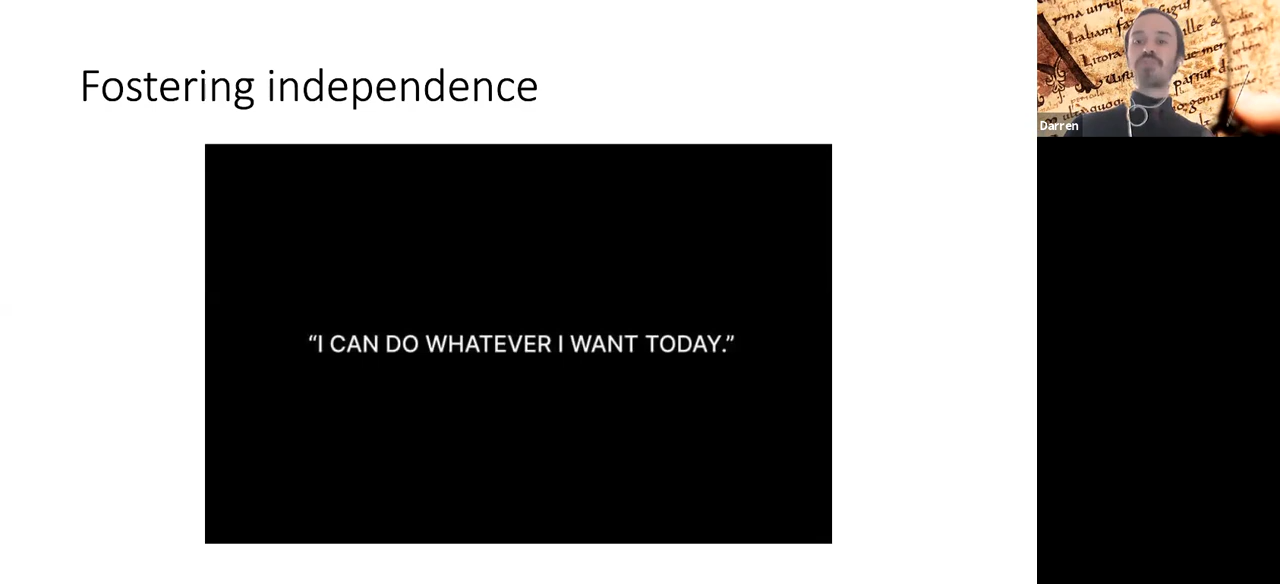 Fostering independence
“I CAN DO WHATEVER I WANT TODAY.”
Darren